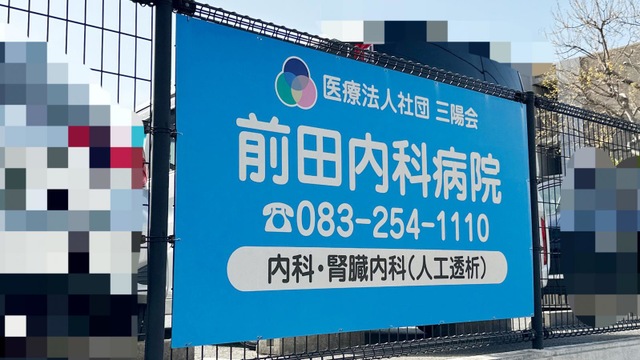 医療法人社団 三陽会
前田内科病院
☎083-254-1110
内科・腎臓内科(人工透析)